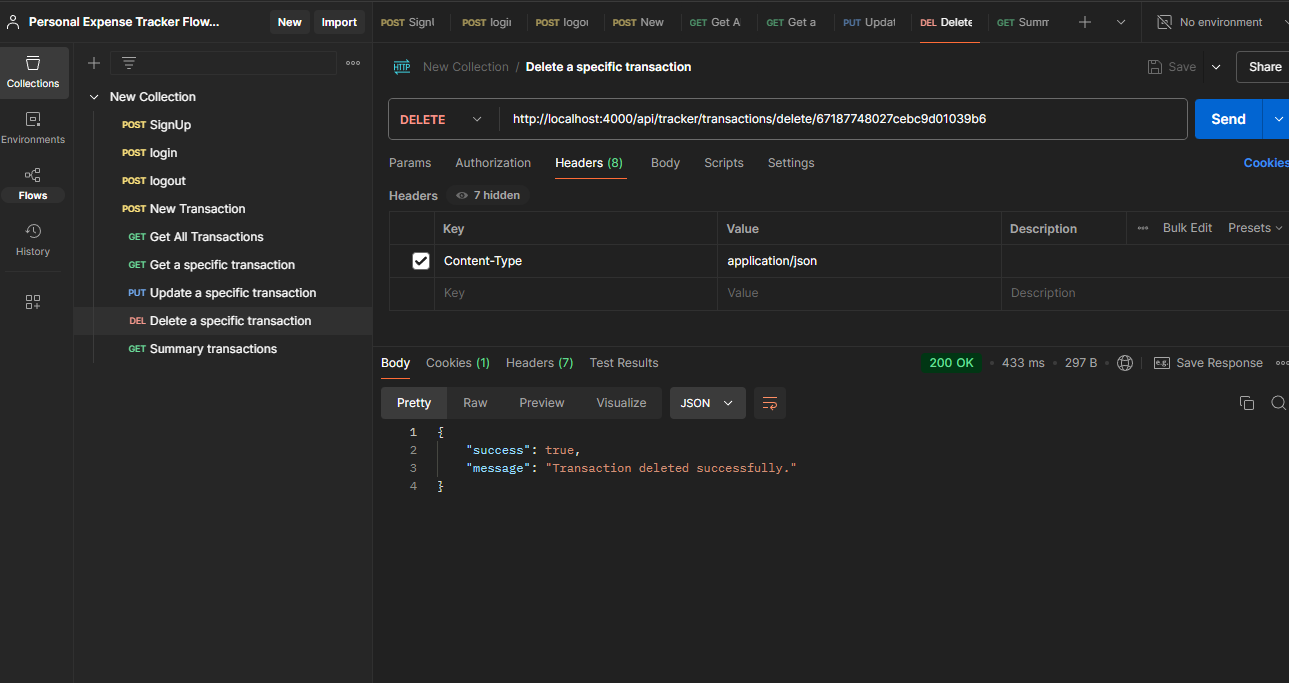 Personal Expense Tracker Flow...
New
Import
POST
POST login
POST
POST New
GET Get A
GET Get a
PUT Updat
DEL Delete
GET Summ
No environment
Collections
Environments
Flows
History
New Collection
POST SignUp
POST login
POST logout
POST New Transaction
GET Get All Transactions
GET Get a specific transaction
PUT Update a specific transaction
DEL Delete a specific transaction
GET Summary transactions
HTTP
New Collection / Delete a specific transaction
Save
Share
DELETE
http://localhost:4000/api/tracker/transactions/delete/67187748027cebc9d01039b6
Send
Params
Authorization
Headers (8)
Body
Scripts
Settings
Cookies
Headers
7 hidden
Key
Value
Description
Bulk Edit
Presets
Content-Type
application/json
Key
Value
Description
Body
Cookies (1)
Headers (7)
Test Results
200 OK
433 ms
297 B
e.g.
Save Response
Pretty
Raw
Preview
Visualize
JSON
1 {
2 "success": true,
3 "message": "Transaction deleted successfully."
4 }